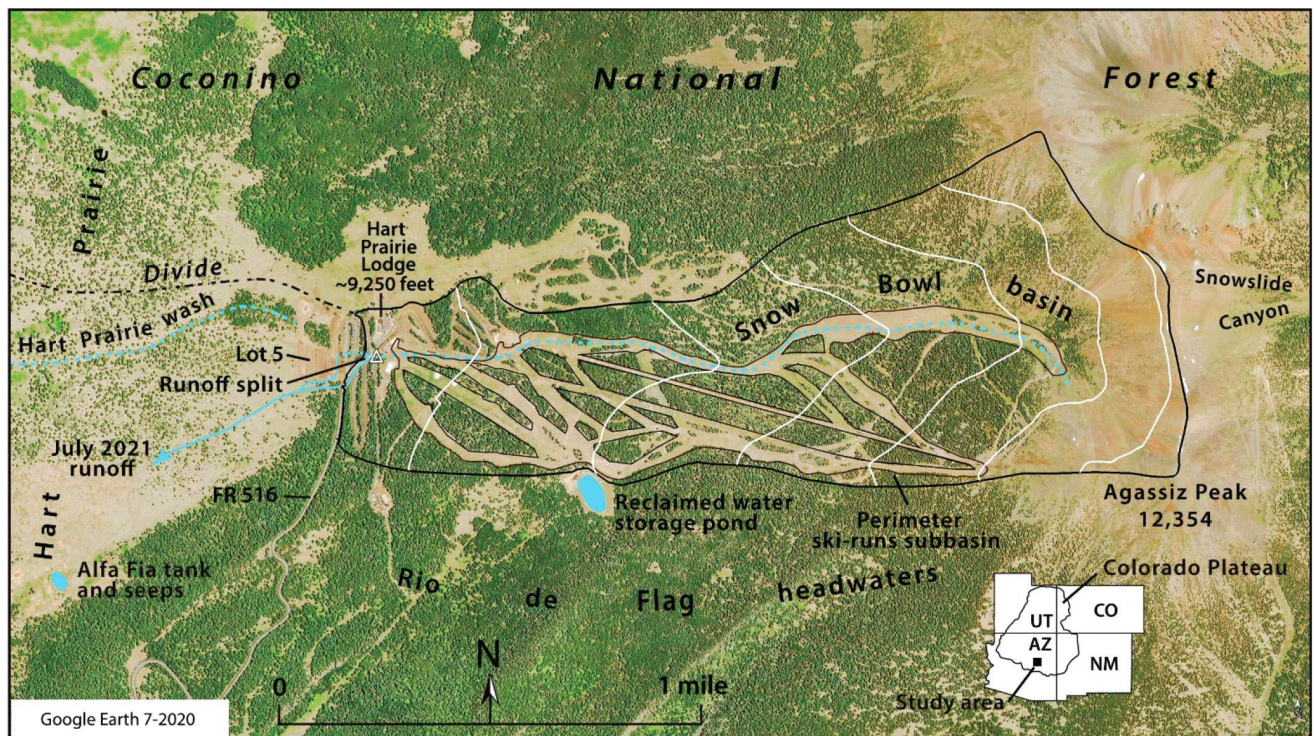 Coconino National Forest
Prairie
Divide
Hart
Prairie
Lodge
~9,250 feet
Hart Prairie wash
Lot 5
Runoff split
July 2021
runoff
FR 516
Hart
Alfa Fia tank
and seeps
Snow Bowl basin
Snowslide
Canyon
Reclaimed water
storage pond
Perimeter
ski-runs subbasin
Agassiz Peak
12,354
Rio de Flag headwaters
Colorado Plateau
UT
CO
AZ
NM
Study area
N
0
1 mile
Google Earth 7-2020